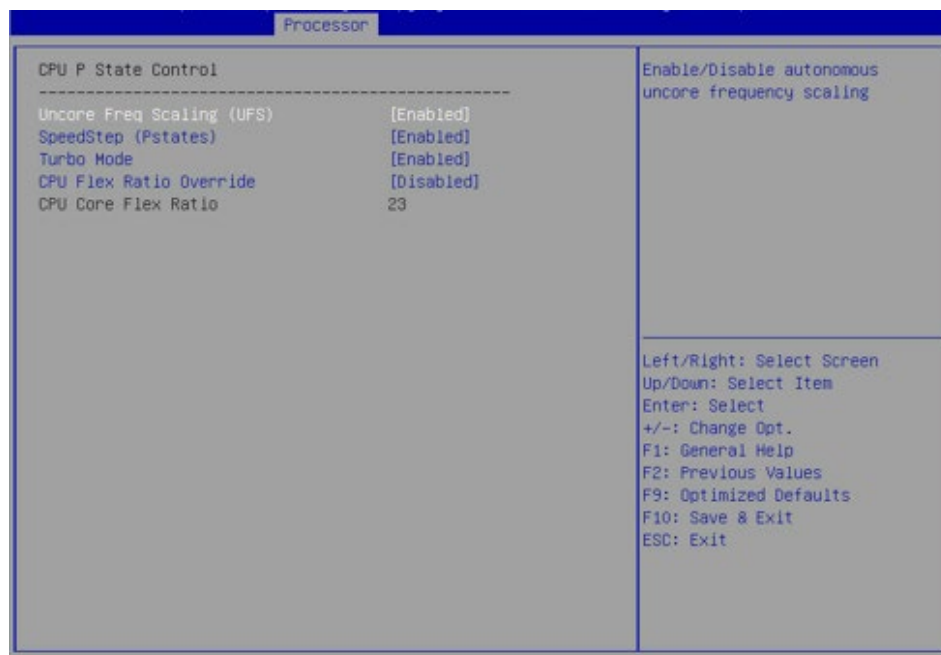 Processor
CPU P State Control
--------------------------------------------------
Uncore Freq Scaling (UFS) [Enabled]
SpeedStep (Pstates) [Enabled]
Turbo Mode [Enabled]
CPU Flex Ratio Override [Disabled]
CPU Core Flex Ratio 23
Enable/Disable autonomous
uncore frequency scaling
Left/Right: Select Screen
Up/Down: Select Item
Enter: Select
+/-: Change Opt.
F1: General Help
F2: Previous Values
F9: Optimized Defaults
F10: Save & Exit
ESC: Exit